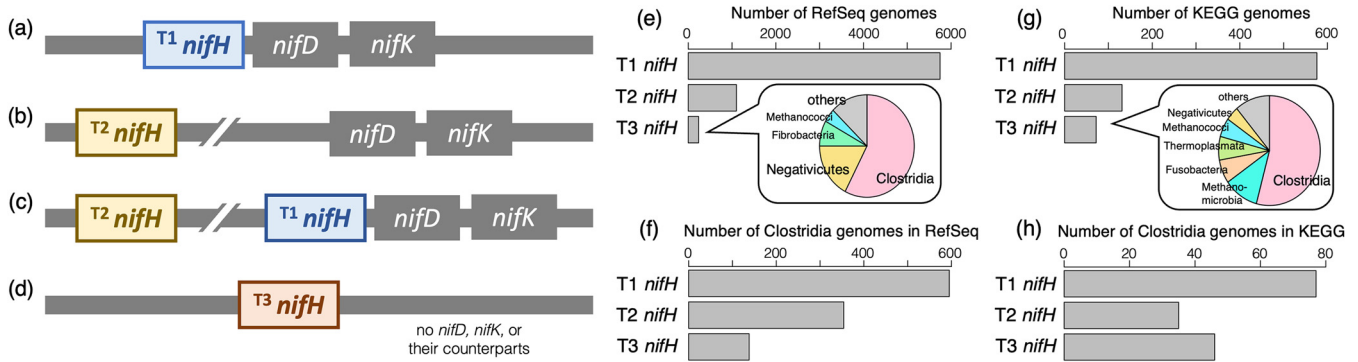 (a)
T1 nifH
nifD
nifK
(b)
T2 nifH
nifD
nifK
(c)
T2 nifH
T1 nifH
nifD
nifK
(d)
T3 nifH
no nifD, nifK, or
their counterparts
(e)
Number of RefSeq genomes
0 2000 4000 6000
T1 nifH
T2 nifH
T3 nifH
others
Methanococci
Fibrobacteria
Negativicutes
Clostridia
(f)
Number of Clostridia genomes in RefSeq
0 200 400 600
T1 nifH
T2 nifH
T3 nifH
(g)
Number of KEGG genomes
0 200 400 600
T1 nifH
T2 nifH
T3 nifH
others
Negativicutes
Methanococci
Thermoplasmata
Fusobacteria
Methano-
microbia
Clostridia
(h)
Number of Clostridia genomes in KEGG
0 20 40 60 80
T1 nifH
T2 nifH
T3 nifH